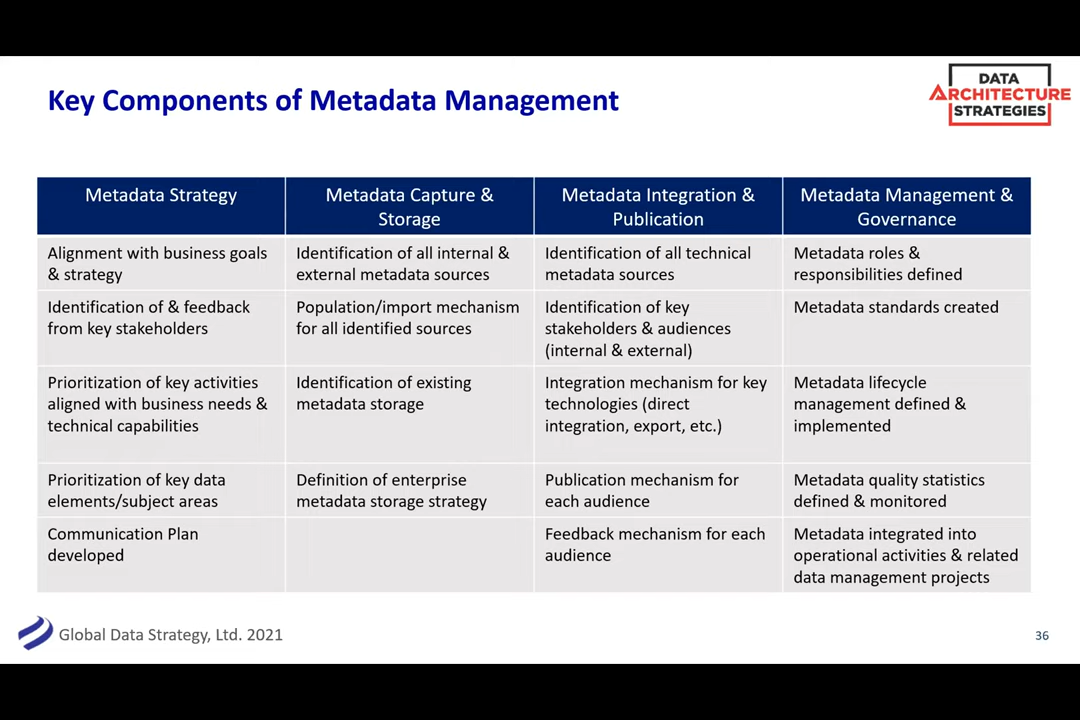 Key Components of Metadata Management
DATA
ARCHITECTURE
STRATEGIES
Metadata Strategy
Metadata Capture &
Storage
Metadata Integration &
Publication
Metadata Management &
Governance
Alignment with business goals
& strategy
Identification of all internal &
external metadata sources
Identification of all technical
metadata sources
Metadata roles &
responsibilities defined
Identification of & feedback
from key stakeholders
Population/import mechanism
for all identified sources
Identification of key
stakeholders & audiences
(internal & external)
Metadata standards created
Prioritization of key activities
aligned with business needs &
technical capabilities
Identification of existing
metadata storage
Integration mechanism for key
technologies (direct
integration, export, etc.)
Metadata lifecycle
management defined &
implemented
Prioritization of key data
elements/subject areas
Definition of enterprise
metadata storage strategy
Publication mechanism for
each audience
Metadata quality statistics
defined & monitored
Communication Plan
developed
Feedback mechanism for each
audience
Metadata integrated into
operational activities & related
data management projects
Global Data Strategy, Ltd. 2021
36